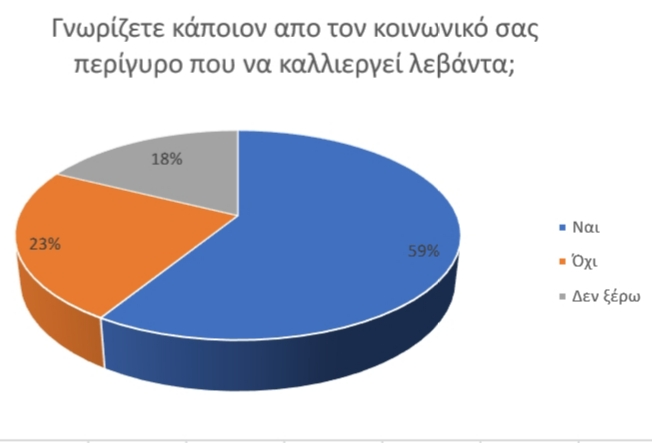 Γνωρίζετε κάποιον απο τον κοινωνικό σας
περίγυρο που να καλλιεργεί λεβάντα;
18%
23%
59%
Ναι
Όχι
Δεν ξέρω